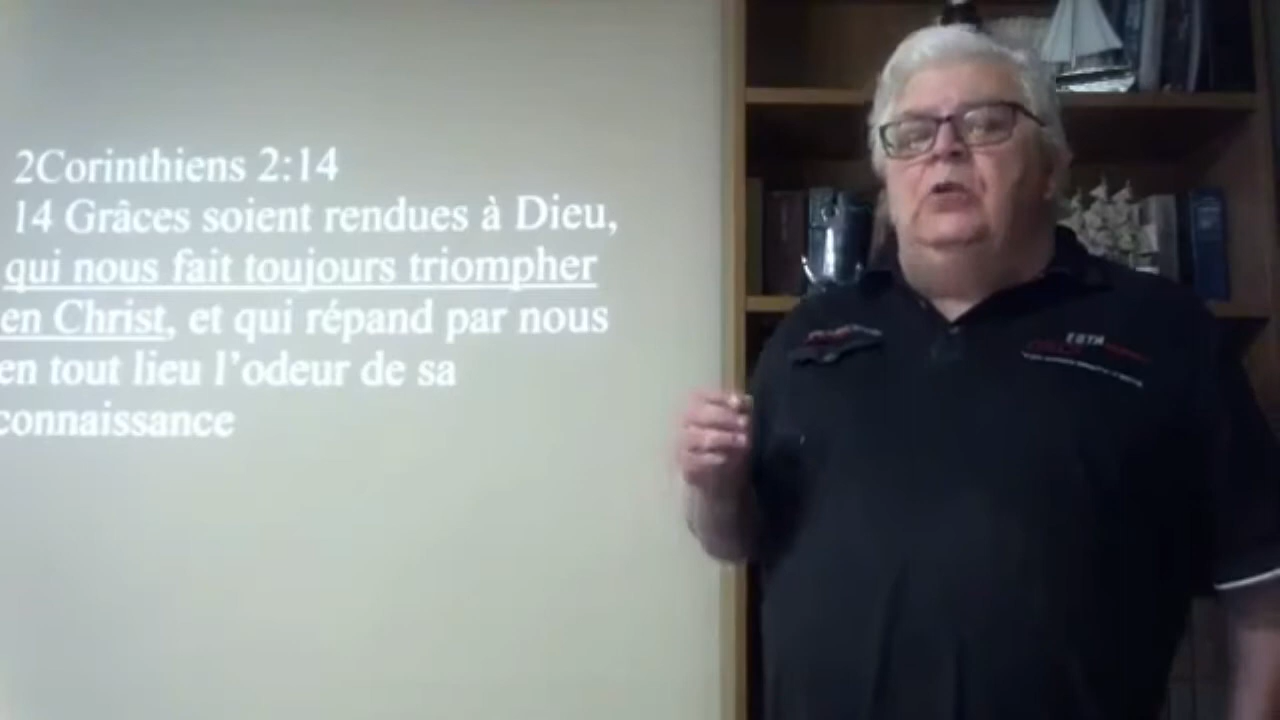 2Corinthiens 2:14
14 Grâces soient rendues à Dieu,
qui nous fait toujours triompher
en Christ, et qui répand par nous
en tout lieu l’odeur de sa
connaissance